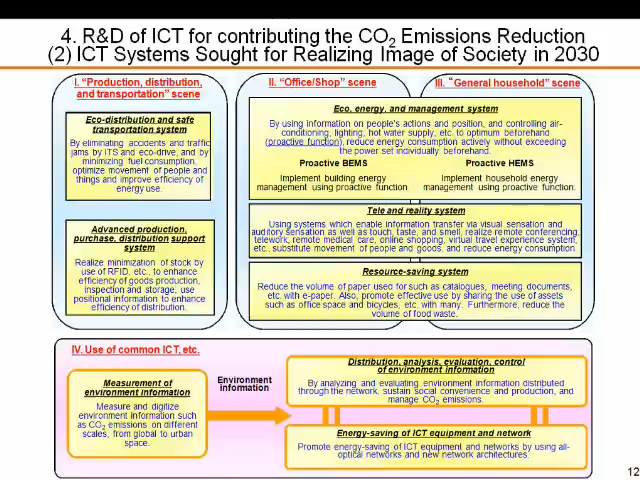 4. R&D of ICT for contributing the CO2 Emissions Reduction
(2) ICT Systems Sought for Realizing Image of Society in 2030
I. "Production, distribution,
and transportation" scene
Eco-distribution and safe
transportation system
By eliminating accidents and traffic
jams by ITS and eco-drive, and by
minimizing fuel consumption,
optimize movement of people and
things and improve efficiency of
energy use.
Advanced production,
purchase, distribution support
system
Realize minimization of stock by
use of RFID, etc., to enhance
efficiency of goods production,
inspection and storage, use
positional information to enhance
efficiency of distribution.
II. "Office/Shop" scene
III. "General household" scene
Eco, energy, and management system
By using information on people's actions and position, and controlling air-
conditioning, lighting, hot water supply, etc. to optimum beforehand
(proactive function), reduce energy consumption actively without exceeding
the power set individually beforehand.
Proactive BEMS
Implement building energy
management using proactive function
Proactive HEMS
Implement household energy
management using proactive function.
Tele and reality system
Using systems which enable information transfer via visual sensation and
auditory sensation as well as touch, taste, and smell, realize remote conferencing,
telework, remote medical care, online shopping, virtual travel experience system,
etc., substitute movement of people and goods, and reduce energy consumption.
Resource-saving system
Reduce the volume of paper used for such as catalogues, meeting documents,
etc. with e-paper. Also, promote effective use by sharing the use of assets
such as office space and bicycles, etc. with many. Furthermore, reduce the
volume of food waste.
IV. Use of common ICT, etc.
Measurement of
environment information
Measure and digitize
environment information such
as CO2 emissions on different
scales, from global to urban
space.
Environment
information
Distribution, analysis, evaluation, control
of environment information
By analyzing and evaluating environment information distributed
through the network, sustain social convenience and production, and
manage CO2 emissions.
Energy-saving of ICT equipment and network
Promote energy-saving of ICT equipment and networks by using all-
optical networks and new network architectures.
12